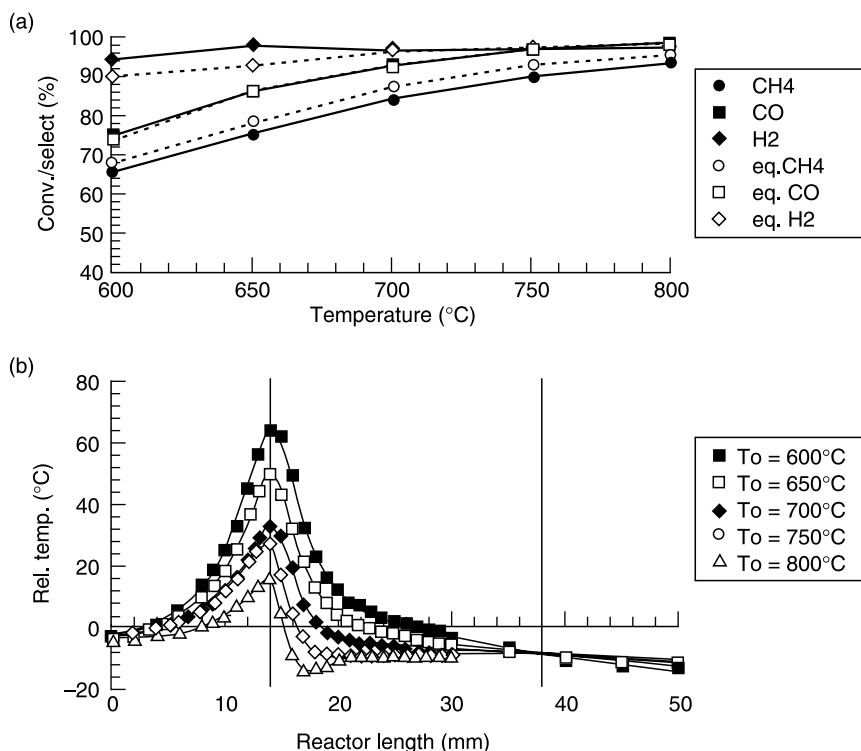 (a)
100
90
80
70
60
50
40
Conv./select (%)
600
650
700
750
800
Temperature (°C)
CH4
CO
H2
eq.CH4
eq. CO
eq. H2
(b)
80
60
40
20
0
−20
Rel. temp. (°C)
0
10
20
30
40
50
Reactor length (mm)
To = 600°C
To = 650°C
To = 700°C
To = 750°C
To = 800°C